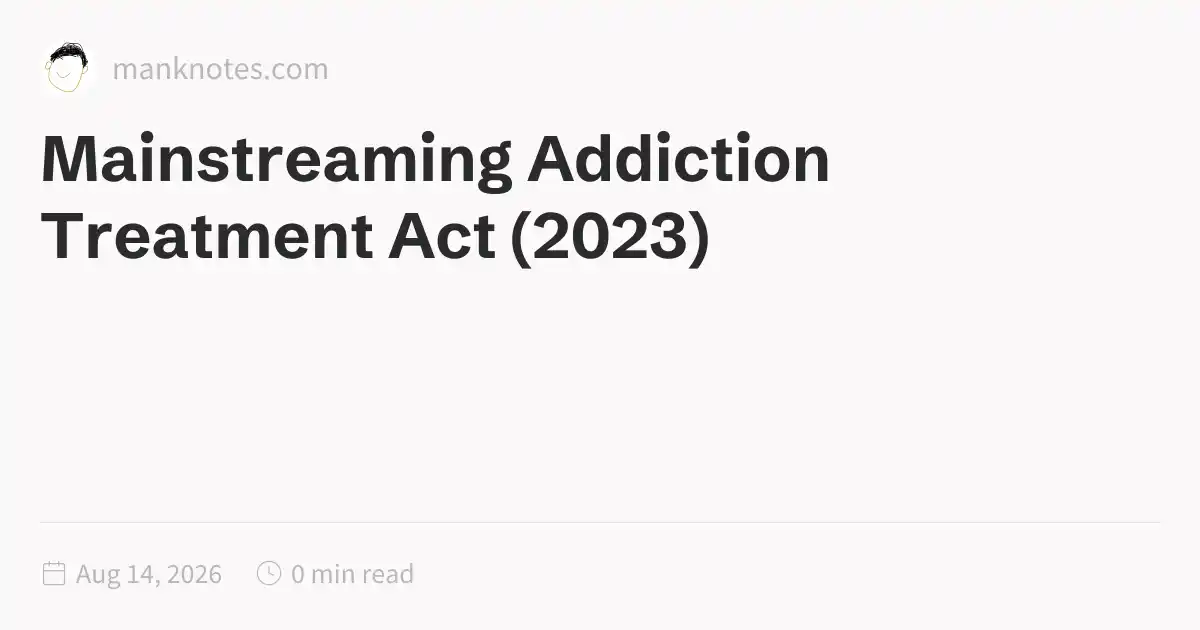 manknotes.com
Mainstreaming Addiction
Treatment Act (2023)
Aug 14, 2026 0 min read